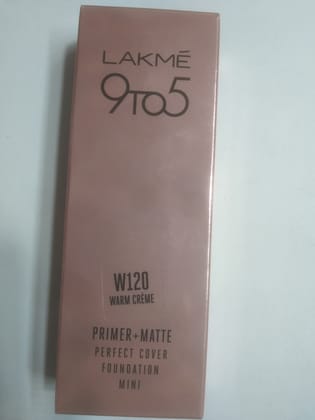 LAKMÉ
9TO5
W120
WARM CRÈME
PRIMER+MATTE
PERFECT COVER
FOUNDATION
MINI